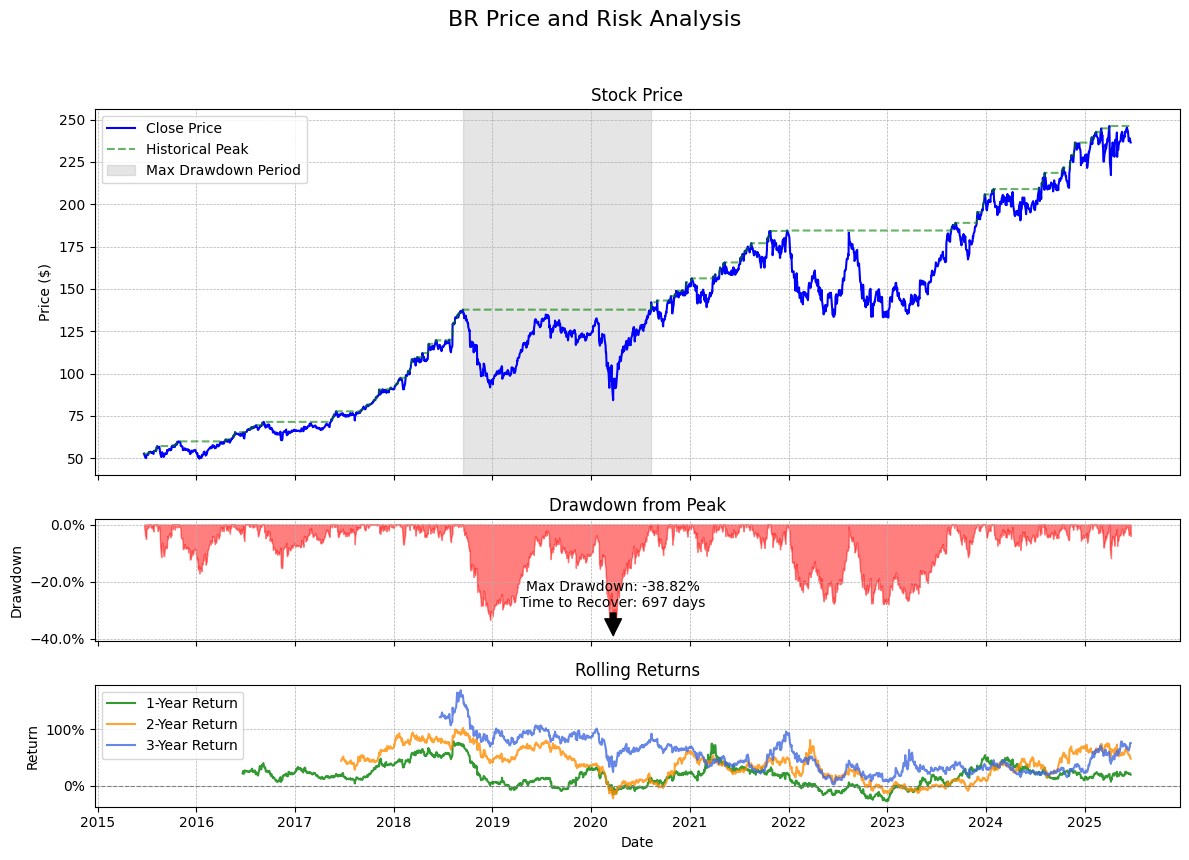 BR Price and Risk Analysis
Stock Price
Price ($)
250
225
200
175
150
125
100
75
50
Close Price
Historical Peak
Max Drawdown Period
Drawdown from Peak
Drawdown
0.0%
−20.0%
−40.0%
Max Drawdown: -38.82%
Time to Recover: 697 days
Rolling Returns
Return
100%
0%
1-Year Return
2-Year Return
3-Year Return
2015 2016 2017 2018 2019 2020 2021 2022 2023 2024 2025
Date